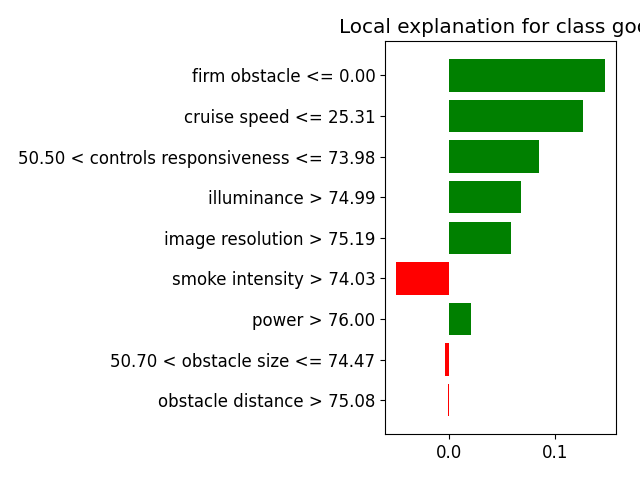 Local explanation for class goo
firm obstacle <= 0.00
cruise speed <= 25.31
50.50 < controls responsiveness <= 73.98
illuminance > 74.99
image resolution > 75.19
smoke intensity > 74.03
power > 76.00
50.70 < obstacle size <= 74.47
obstacle distance > 75.08
0.0 0.1